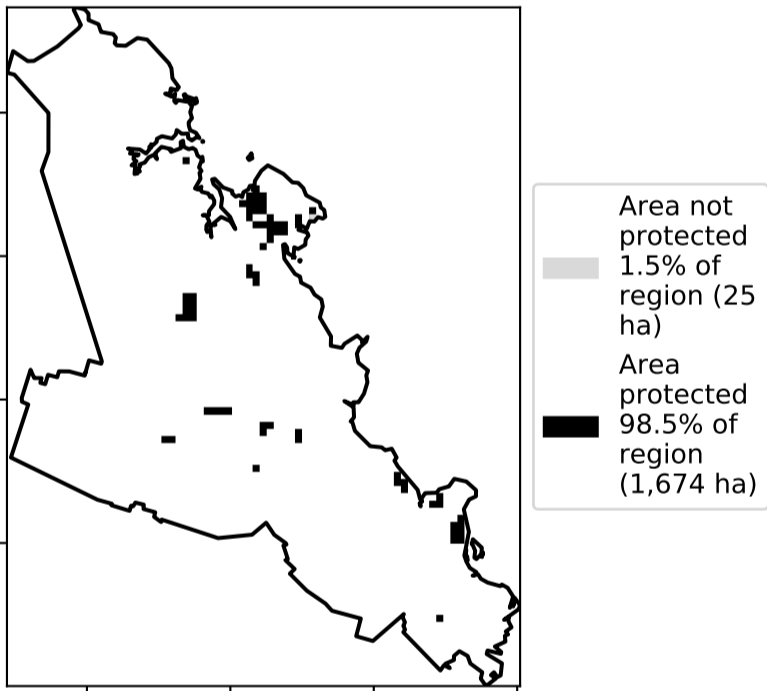 Area not
protected
1.5% of
region (25
ha)
Area
protected
98.5% of
region
(1,674 ha)